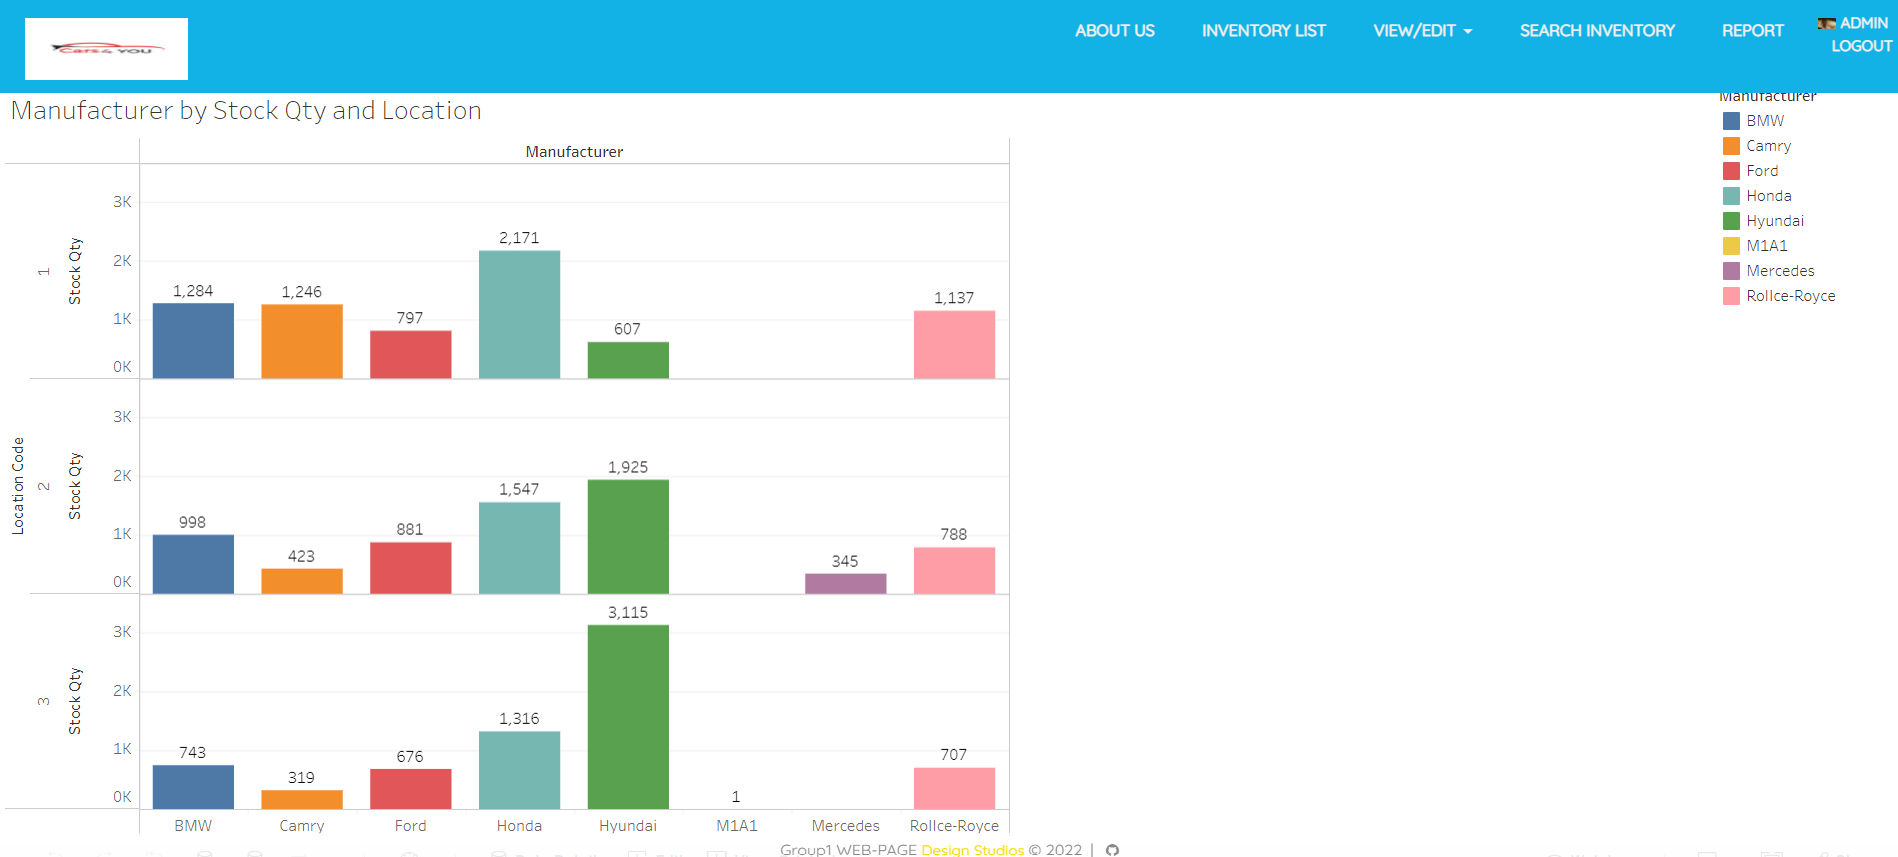 Cars4 YOU
ABOUT US INVENTORY LIST VIEW/EDIT SEARCH INVENTORY REPORT ADMIN
LOGOUT
Manufacturer by Stock Qty and Location
Manufacturer
BMW
Camry
Ford
Honda
Hyundai
M1A1
Mercedes
Rollce-Royce
Manufacturer
Location Code
1
Stock Qty
3K
2K
1K
0K
1,284
1,246
797
2,171
607
1,137
2
Stock Qty
3K
2K
1K
0K
998
423
881
1,547
1,925
345
788
3
Stock Qty
3K
2K
1K
0K
743
319
676
1,316
3,115
1
707
BMW Camry Ford Honda Hyundai M1A1 Mercedes Rollce-Royce
Group1 WEB-PAGE Design Studios © 2022 |